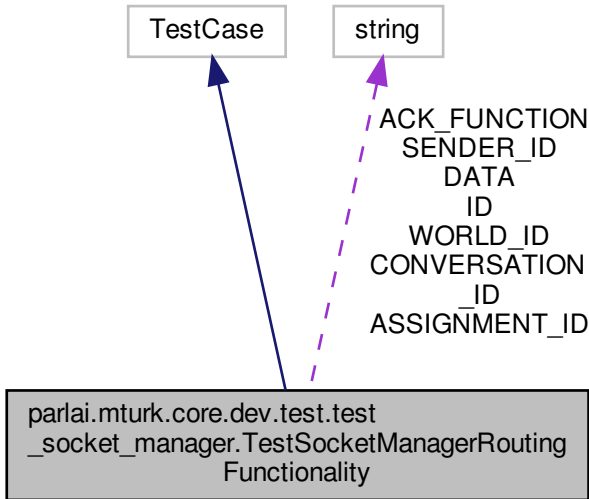 TestCase
string
ACK_FUNCTION
SENDER_ID
DATA
ID
WORLD_ID
CONVERSATION
_ID
ASSIGNMENT_ID
parlai.mturk.core.dev.test.test
_socket_manager.TestSocketManagerRouting
Functionality